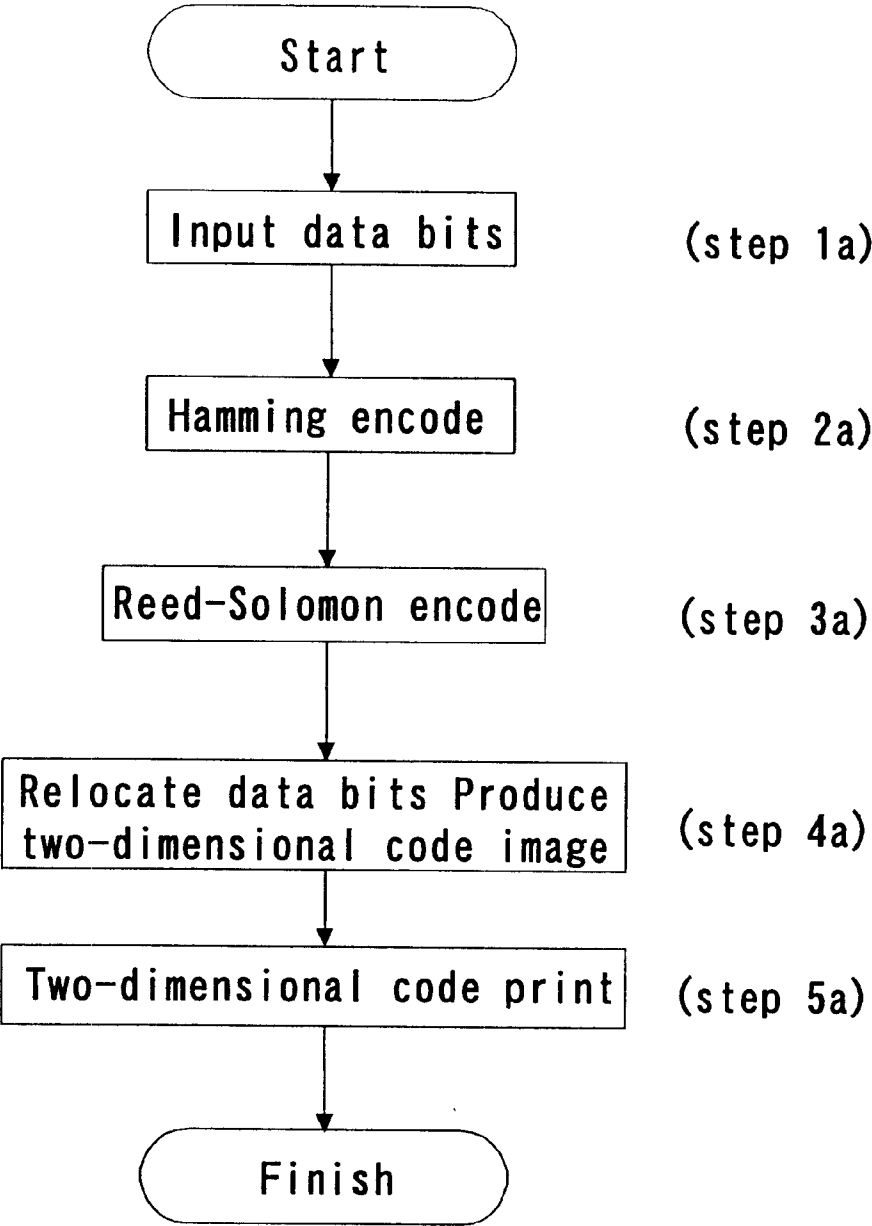 Start
Input data bits (step 1a)
Hamming encode (step 2a)
Reed-Solomon encode (step 3a)
Relocate data bits Produce
two-dimensional code image (step 4a)
Two-dimensional code print (step 5a)
Finish